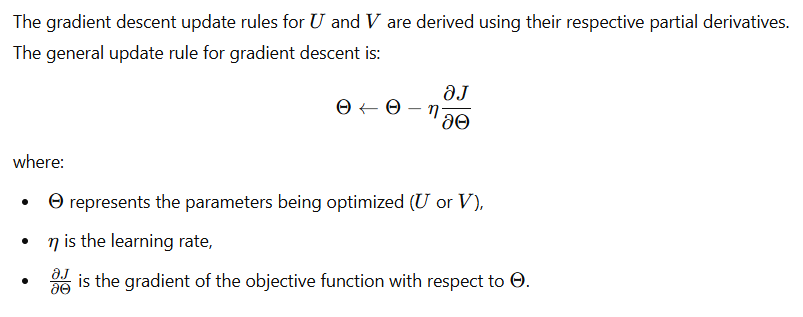 The gradient descent update rules for U and V are derived using their respective partial derivatives.
The general update rule for gradient descent is:
Θ ← Θ − η ∂J/∂Θ
where:
• Θ represents the parameters being optimized (U or V),
• η is the learning rate,
• ∂J/∂Θ is the gradient of the objective function with respect to Θ.